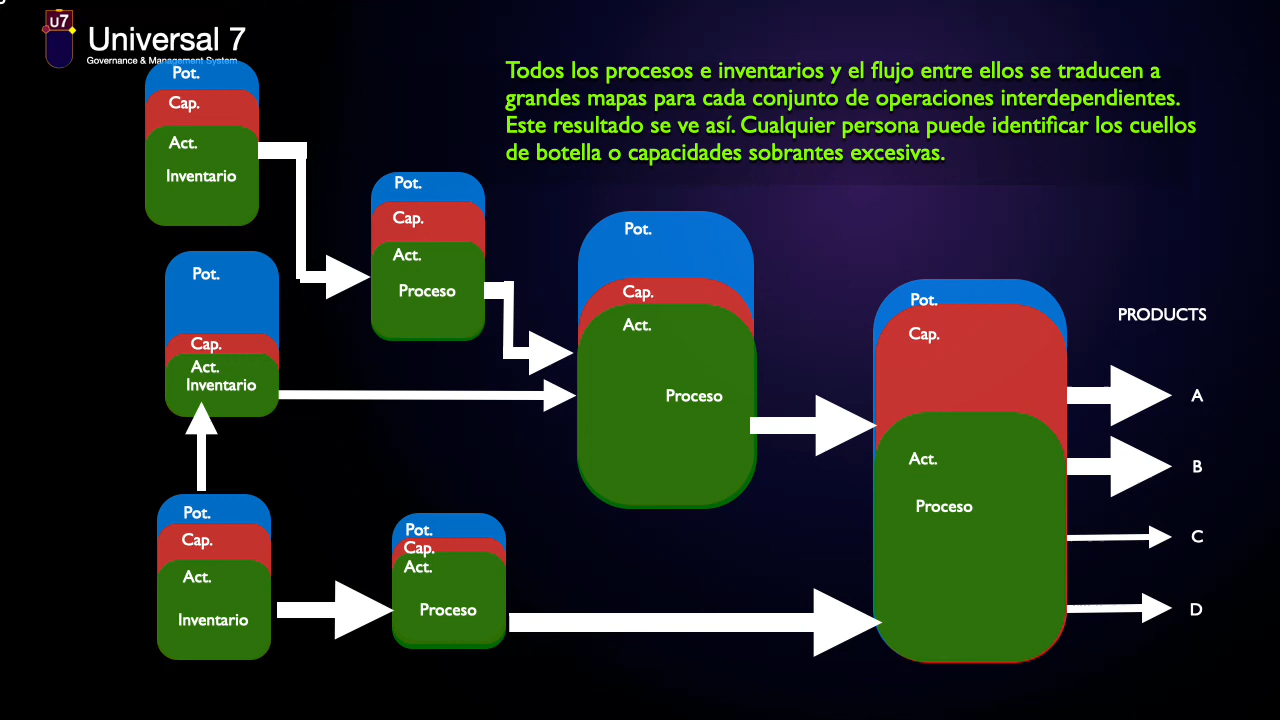 U7
Universal 7
Governance & Management System
Todos los procesos e inventarios y el flujo entre ellos se traducen a
grandes mapas para cada conjunto de operaciones interdependientes.
Este resultado se ve así. Cualquier persona puede identificar los cuellos
de botella o capacidades sobrantes excesivas.
Pot.
Cap.
Act.
Inventario
Pot.
Cap.
Act.
Proceso
Pot.
Cap.
Act.
Inventario
Pot.
Cap.
Act.
Proceso
Pot.
Cap.
Act.
Proceso
PRODUCTS
A
B
C
D
Pot.
Cap.
Act.
Inventario
Pot.
Cap.
Act.
Proceso